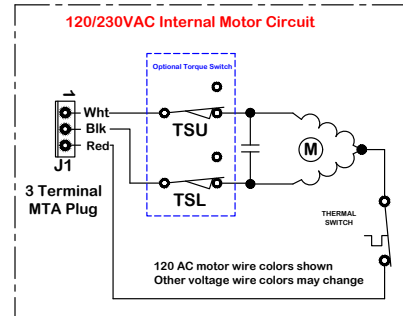 120/230VAC Internal Motor Circuit
Optional Torque Switch
1
Wht
Blk
Red
J1
TSU
TSL
M
3 Terminal
MTA Plug
THERMAL
SWITCH
120 AC motor wire colors shown
Other voltage wire colors may change